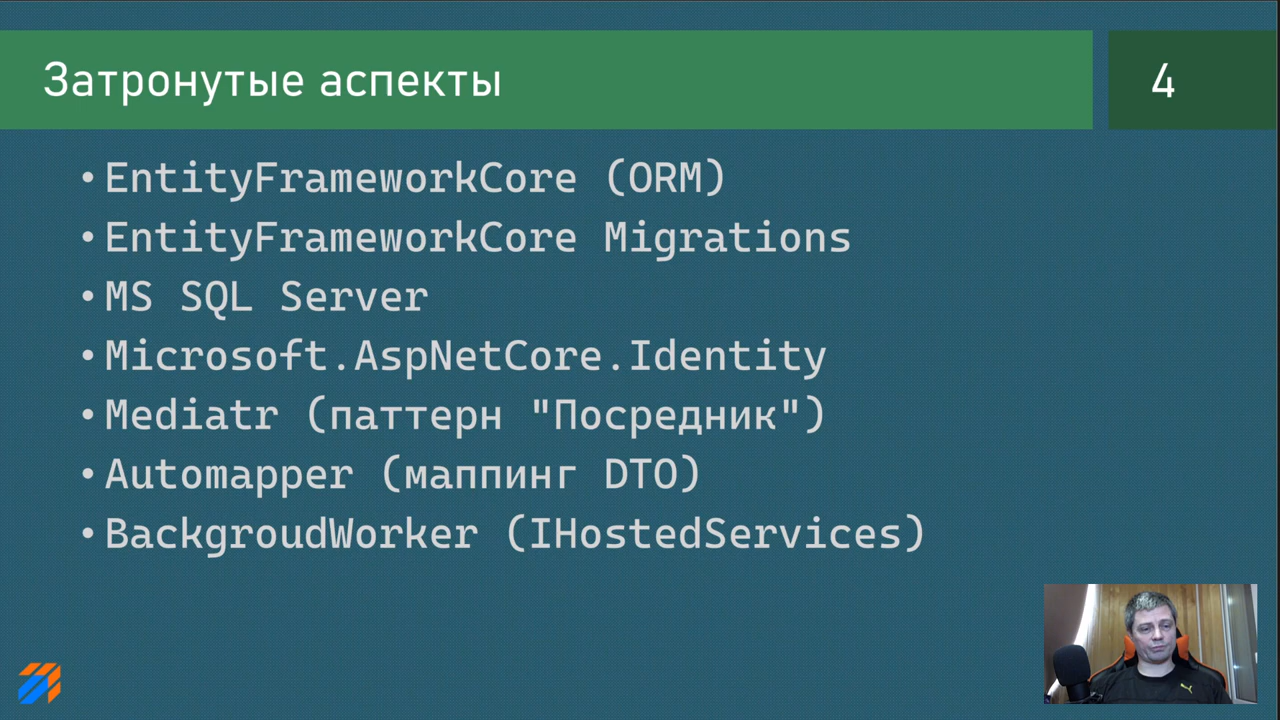 Затронутые аспекты
4
• EntityFrameworkCore (ORM)
• EntityFrameworkCore Migrations
• MS SQL Server
• Microsoft.AspNetCore.Identity
• Mediatr (паттерн "Посредник")
• Automapper (маппинг DTO)
• BackgroudWorker (IHostedServices)